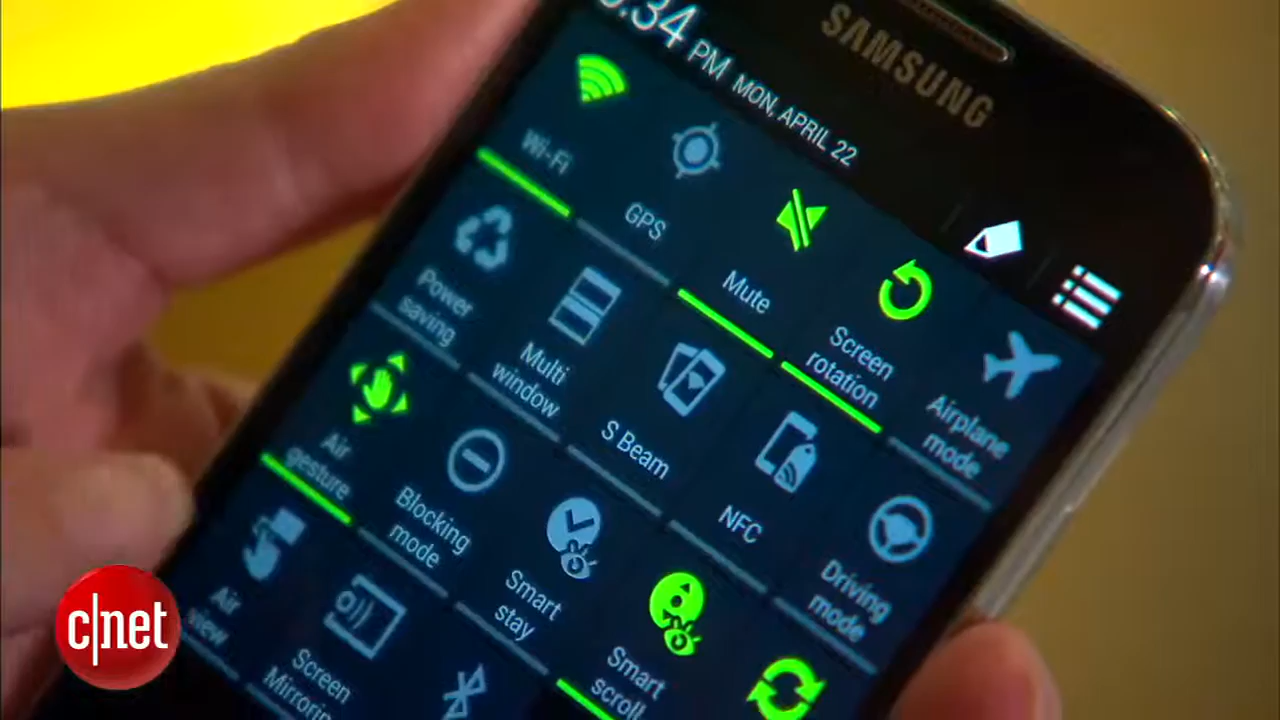 :34 PM MON, APRIL 22
SAMSUNG
Wi-Fi
GPS
Mute
Screen
rotation
Airplane
mode
Power
saving
Multi
window
S Beam
NFC
Driving
mode
Air
gesture
Blocking
mode
Smart
stay
Smart
scroll
Air
view
Screen
Mirroring
c|net